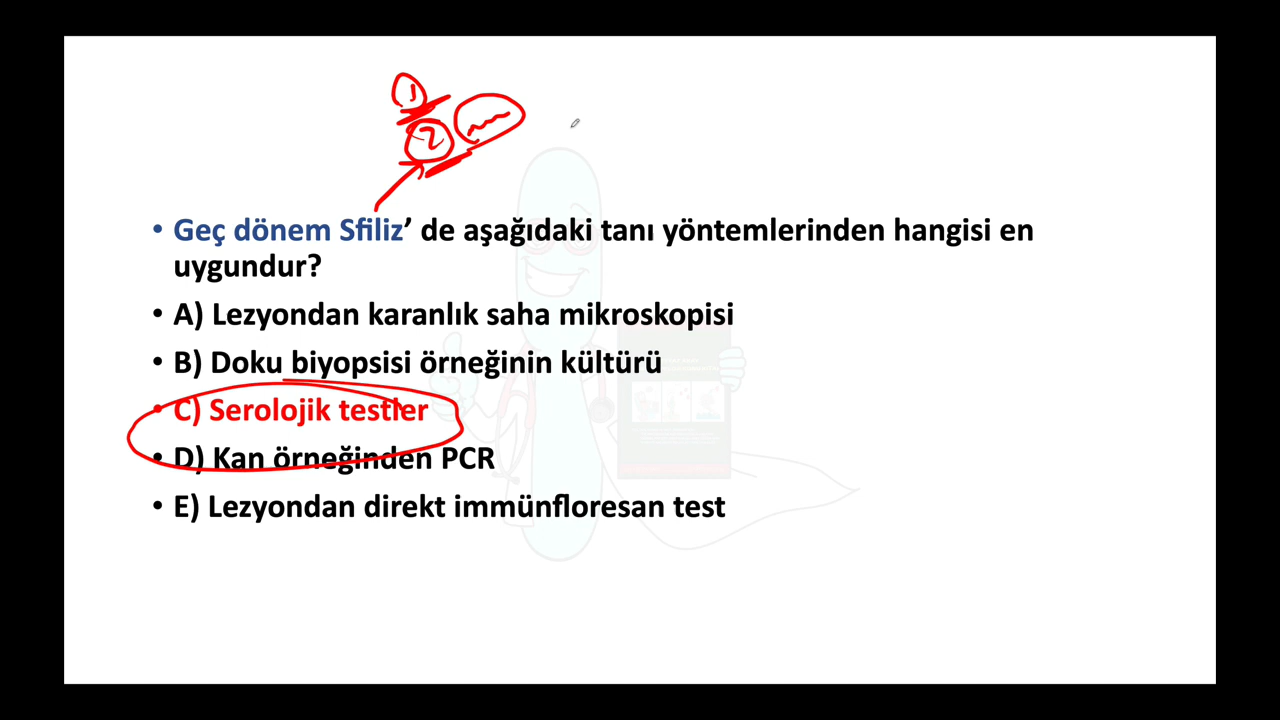 1
2
• Geç dönem Sfiliz’ de aşağıdaki tanı yöntemlerinden hangisi en
uygundur?
• A) Lezyondan karanlık saha mikroskopisi
• B) Doku biyopsisi örneğinin kültürü
• C) Serolojik testler
• D) Kan örneğinden PCR
• E) Lezyondan direkt immünfloresan test